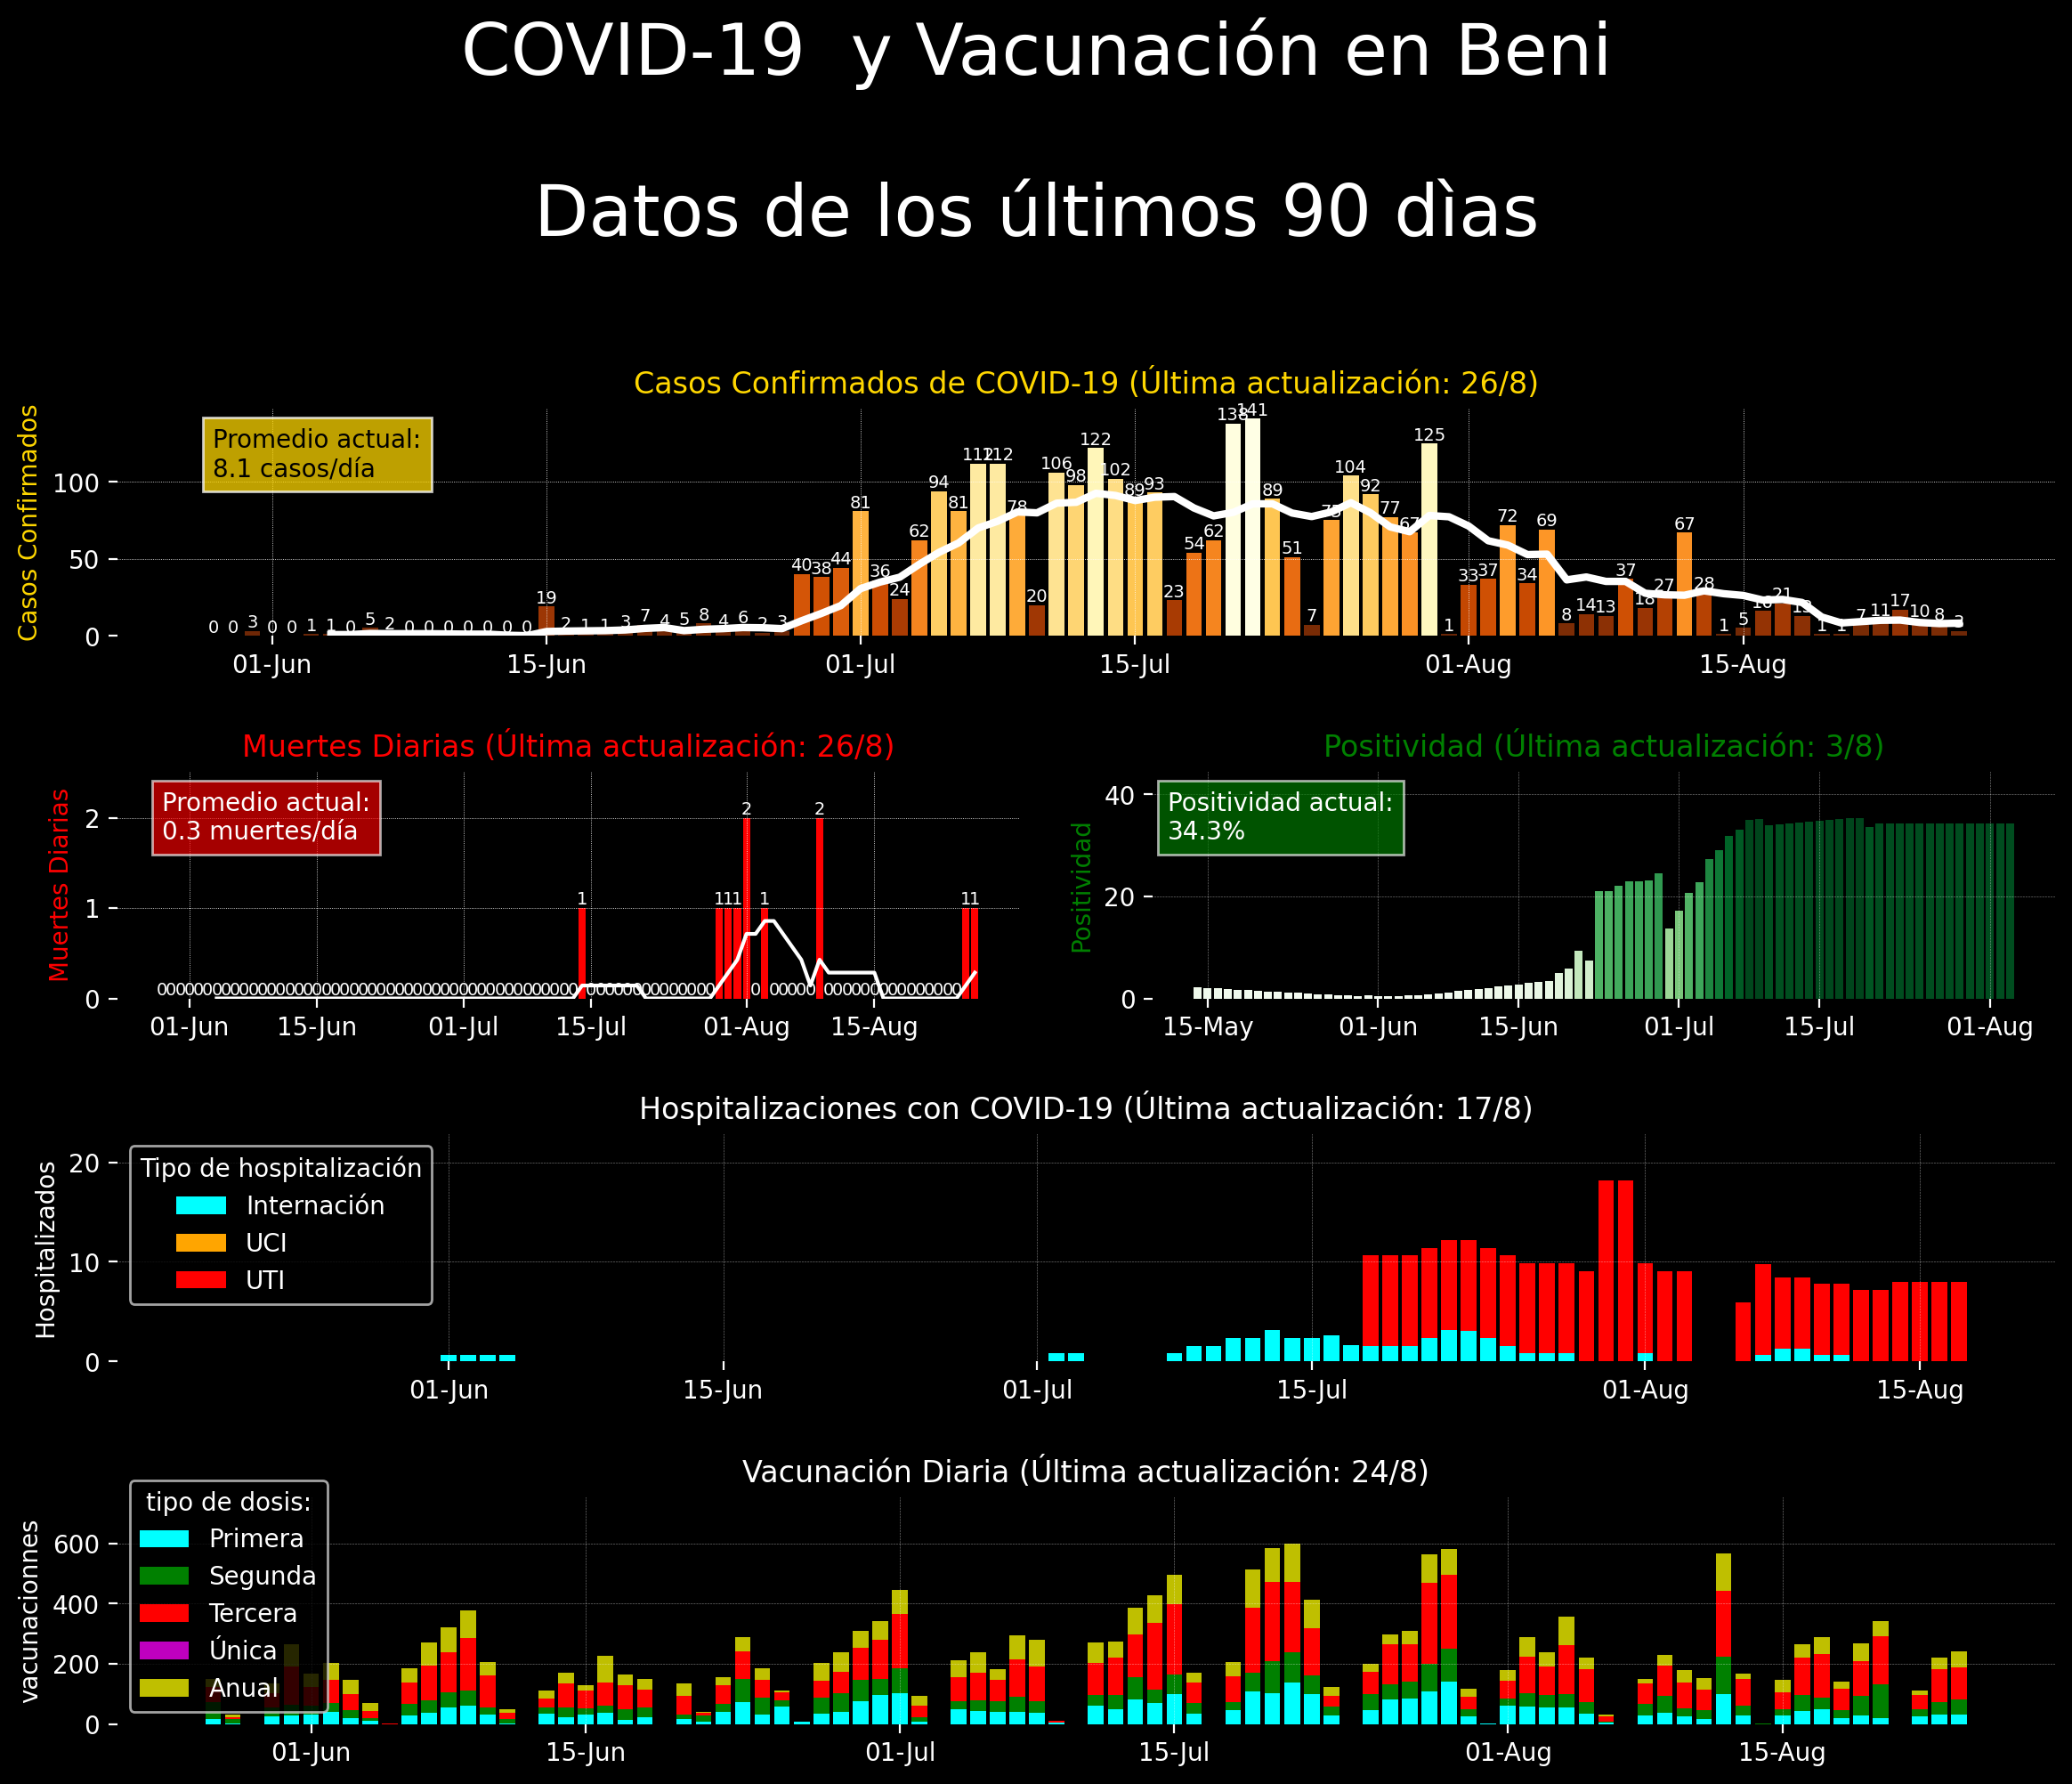 COVID-19  y Vacunación en Beni
Datos de los últimos 90 dìas
Casos Confirmados de COVID-19 (Última actualización: 26/8)
Casos Confirmados
Promedio actual:
8.1 casos/día
100
50
0
0 0 3 0 0 1 1 0 5 2 0 0 0 0 0 0 0 19 2 1 1 3 7 4 5 8 4 6 2 3 40 38 44 81 36 24 62 94 81 112 112 78 20 106 98 122 102 89 93 23 54 62 138 141 89 51 7 75 104 92 77 67 125 1 33 37 72 34 69 8 14 13 37 18 27 67 28 1 5 16 21 13 1 1 7 11 17 10 8 3
01-Jun 15-Jun 01-Jul 15-Jul 01-Aug 15-Aug
Muertes Diarias (Última actualización: 26/8)
Muertes Diarias
Promedio actual:
0.3 muertes/día
2
1
0
1 1 1 1 2 1 2 1 1
01-Jun 15-Jun 01-Jul 15-Jul 01-Aug 15-Aug
Positividad (Última actualización: 3/8)
Positividad
Positividad actual:
34.3%
40
20
0
15-May 01-Jun 15-Jun 01-Jul 15-Jul 01-Aug
Hospitalizaciones con COVID-19 (Última actualización: 17/8)
Hospitalizados
Tipo de hospitalización
Internación
UCI
UTI
20
10
0
01-Jun 15-Jun 01-Jul 15-Jul 01-Aug 15-Aug
Vacunación Diaria (Última actualización: 24/8)
vacunacionnes
tipo de dosis:
Primera
Segunda
Tercera
Única
Anual
600
400
200
0
01-Jun 15-Jun 01-Jul 15-Jul 01-Aug 15-Aug